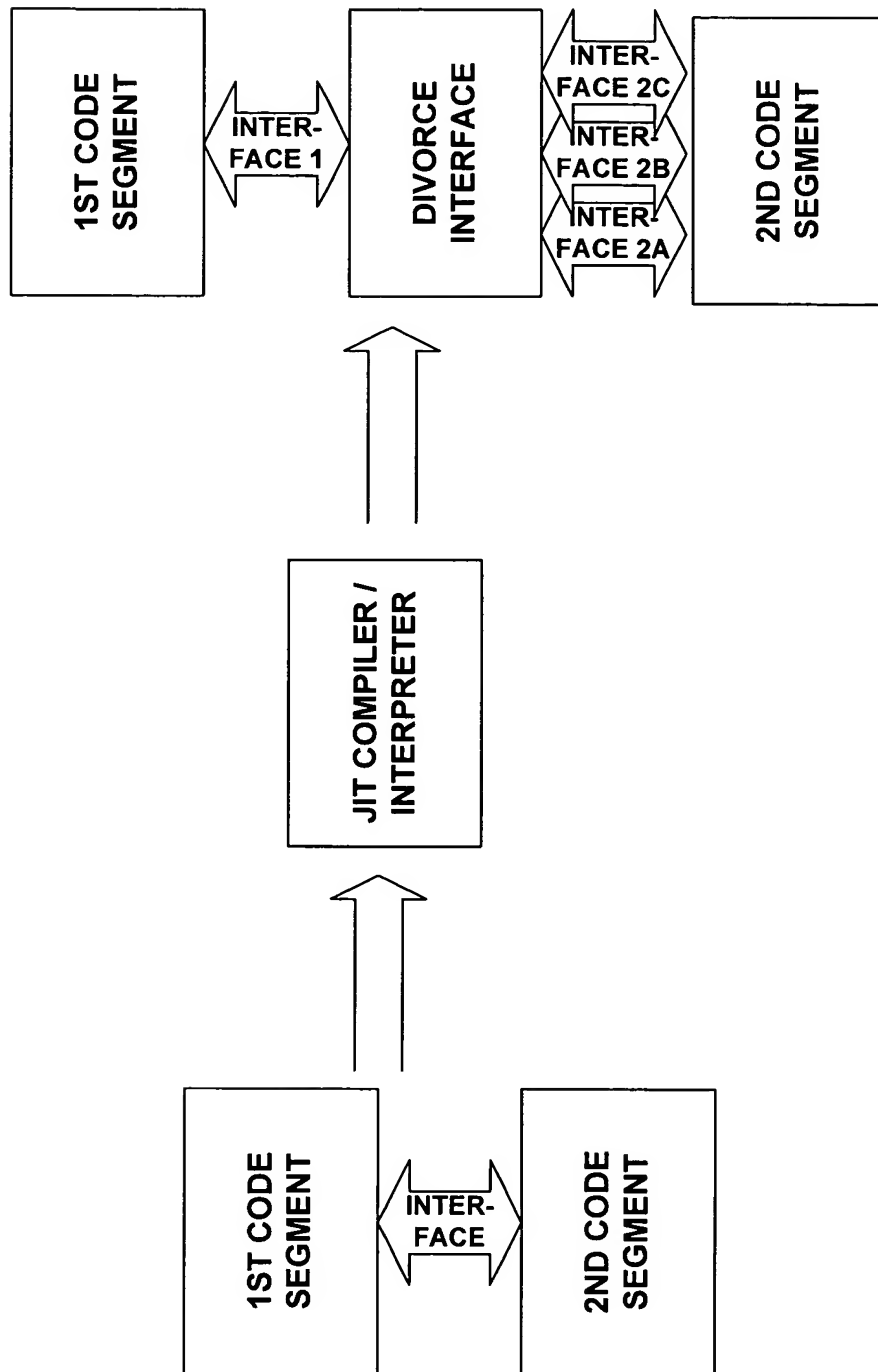 1ST CODE
SEGMENT
INTER-
FACE
2ND CODE
SEGMENT
JIT COMPILER /
INTERPRETER
1ST CODE
SEGMENT
INTER-
FACE 1
DIVORCE
INTERFACE
INTER-
FACE 2A
INTER-
FACE 2B
INTER-
FACE 2C
2ND CODE
SEGMENT